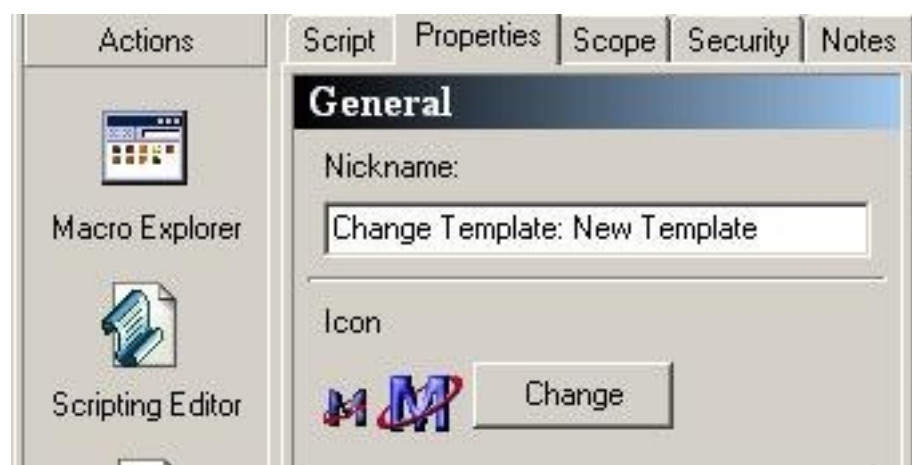 Actions
Script
Properties
Scope
Security
Notes
General
Nickname:
Macro Explorer
Change Template: New Template
Icon
Scripting Editor
Change